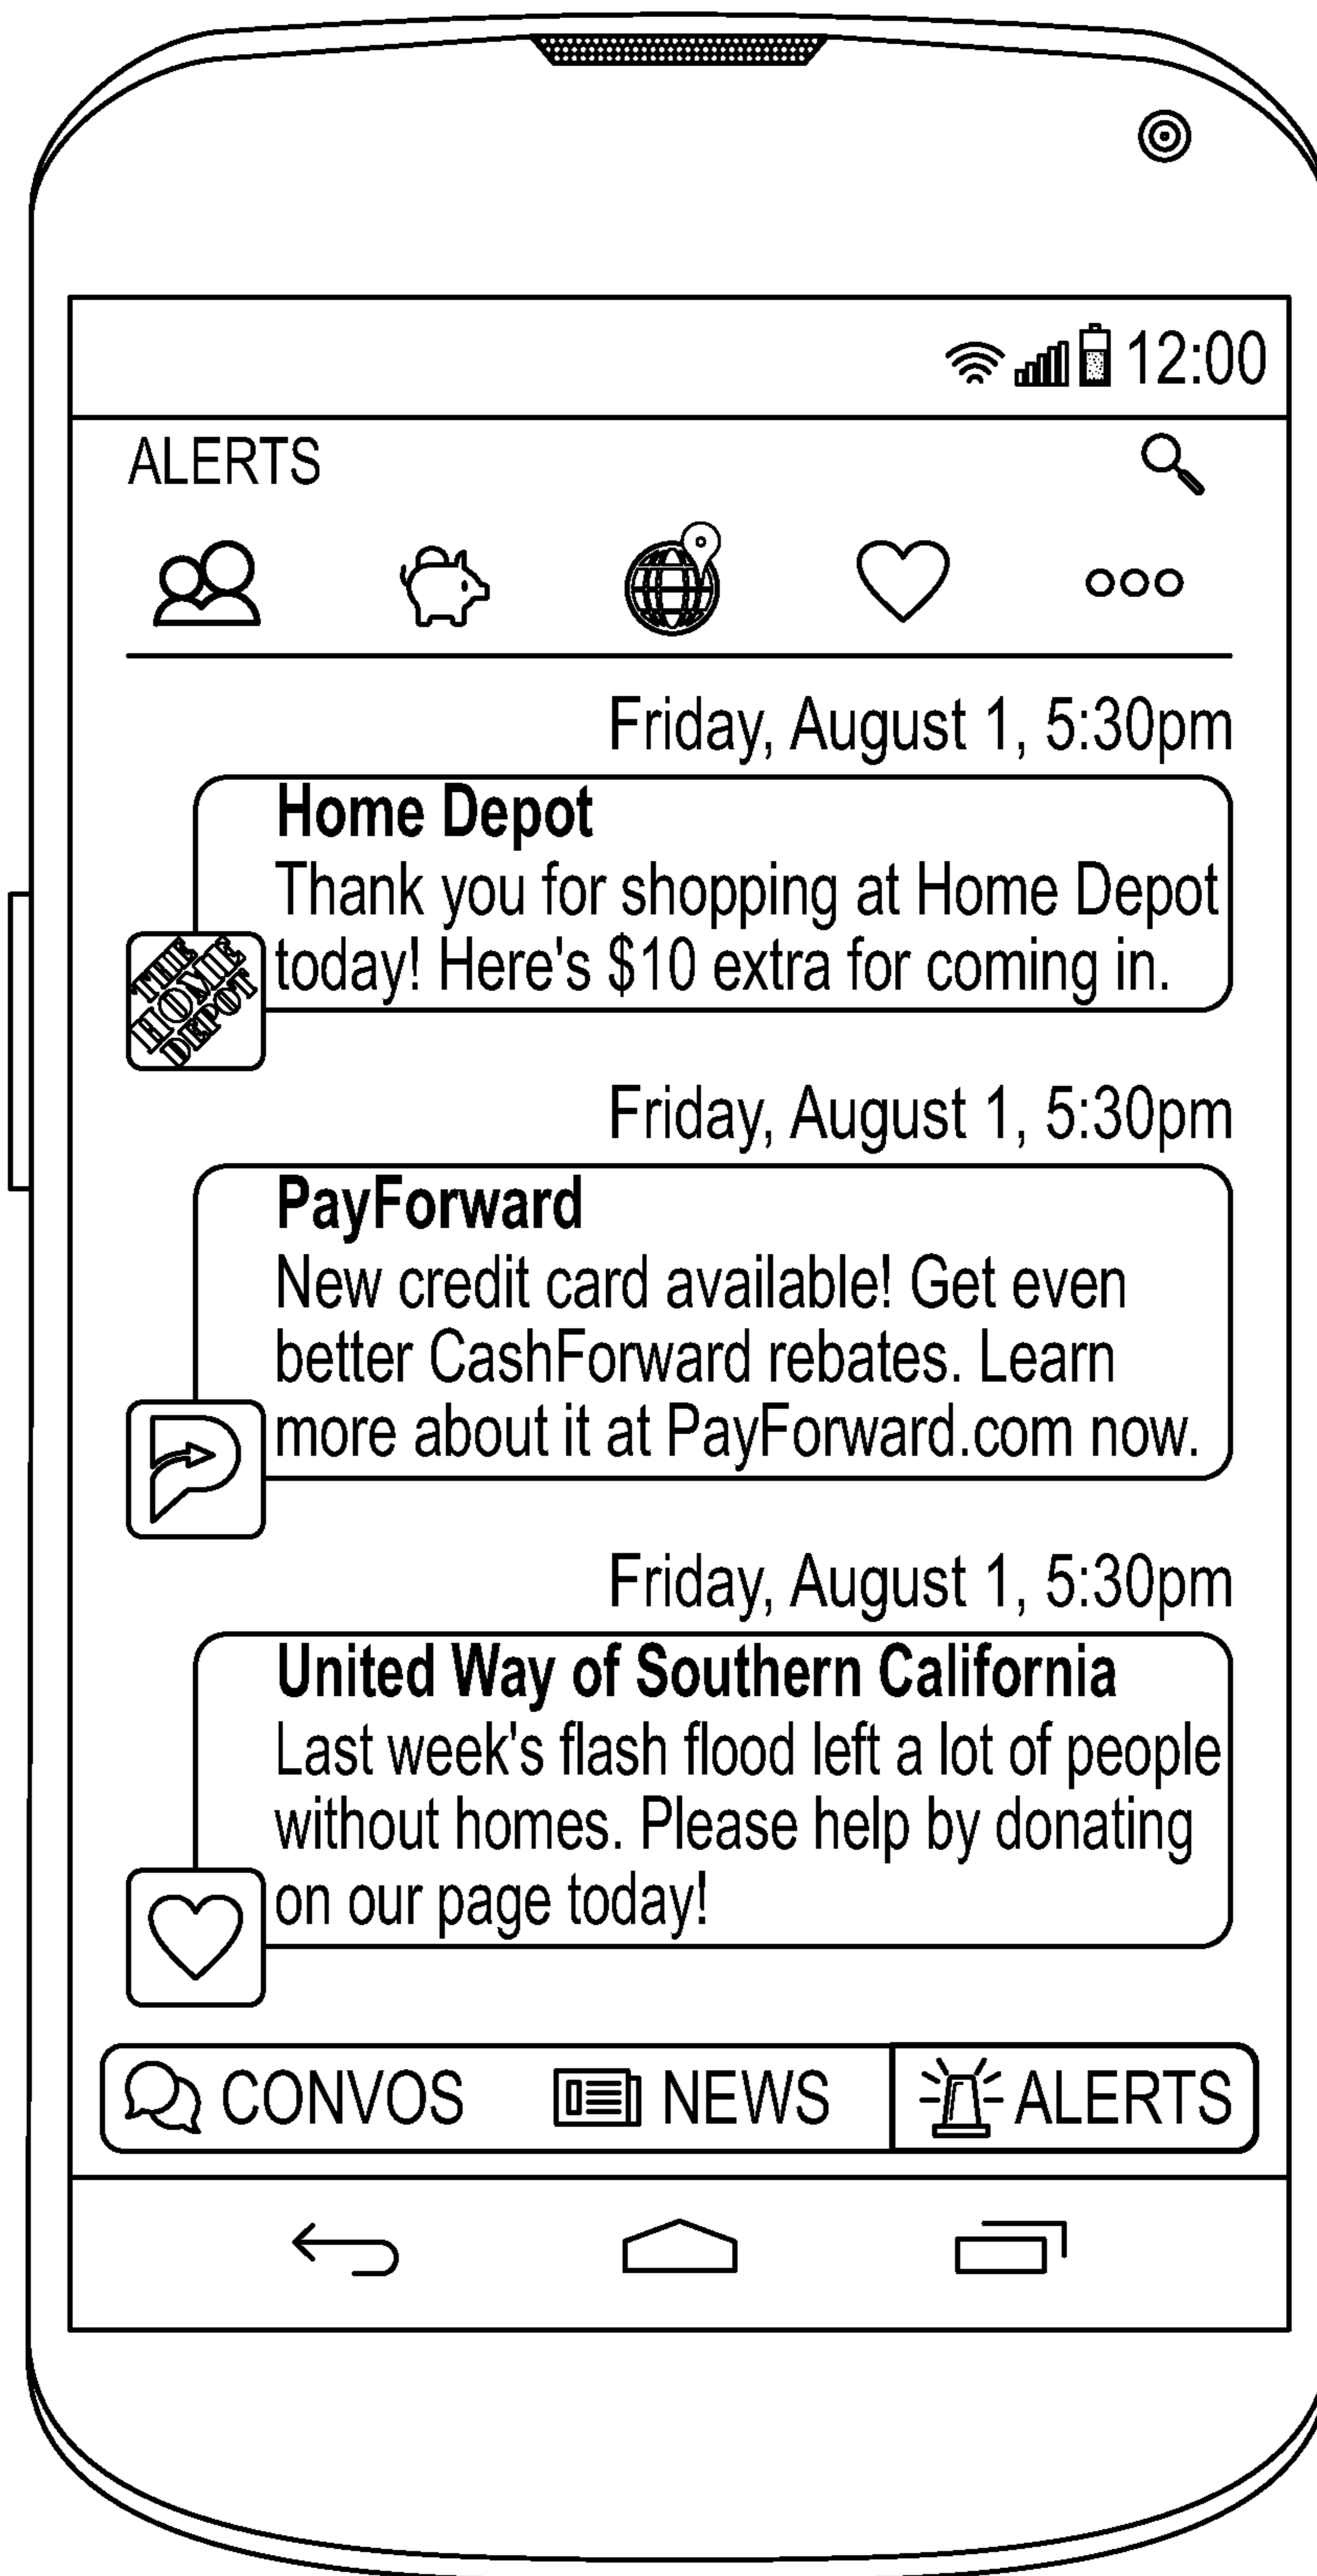 12:00
ALERTS
Friday, August 1, 5:30pm
Home Depot
Thank you for shopping at Home Depot
today! Here's $10 extra for coming in.
THE
HOME
DEPOT
Friday, August 1, 5:30pm
PayForward
New credit card available! Get even
better CashForward rebates. Learn
more about it at PayForward.com now.
Friday, August 1, 5:30pm
United Way of Southern California
Last week's flash flood left a lot of people
without homes. Please help by donating
on our page today!
CONVOS NEWS ALERTS